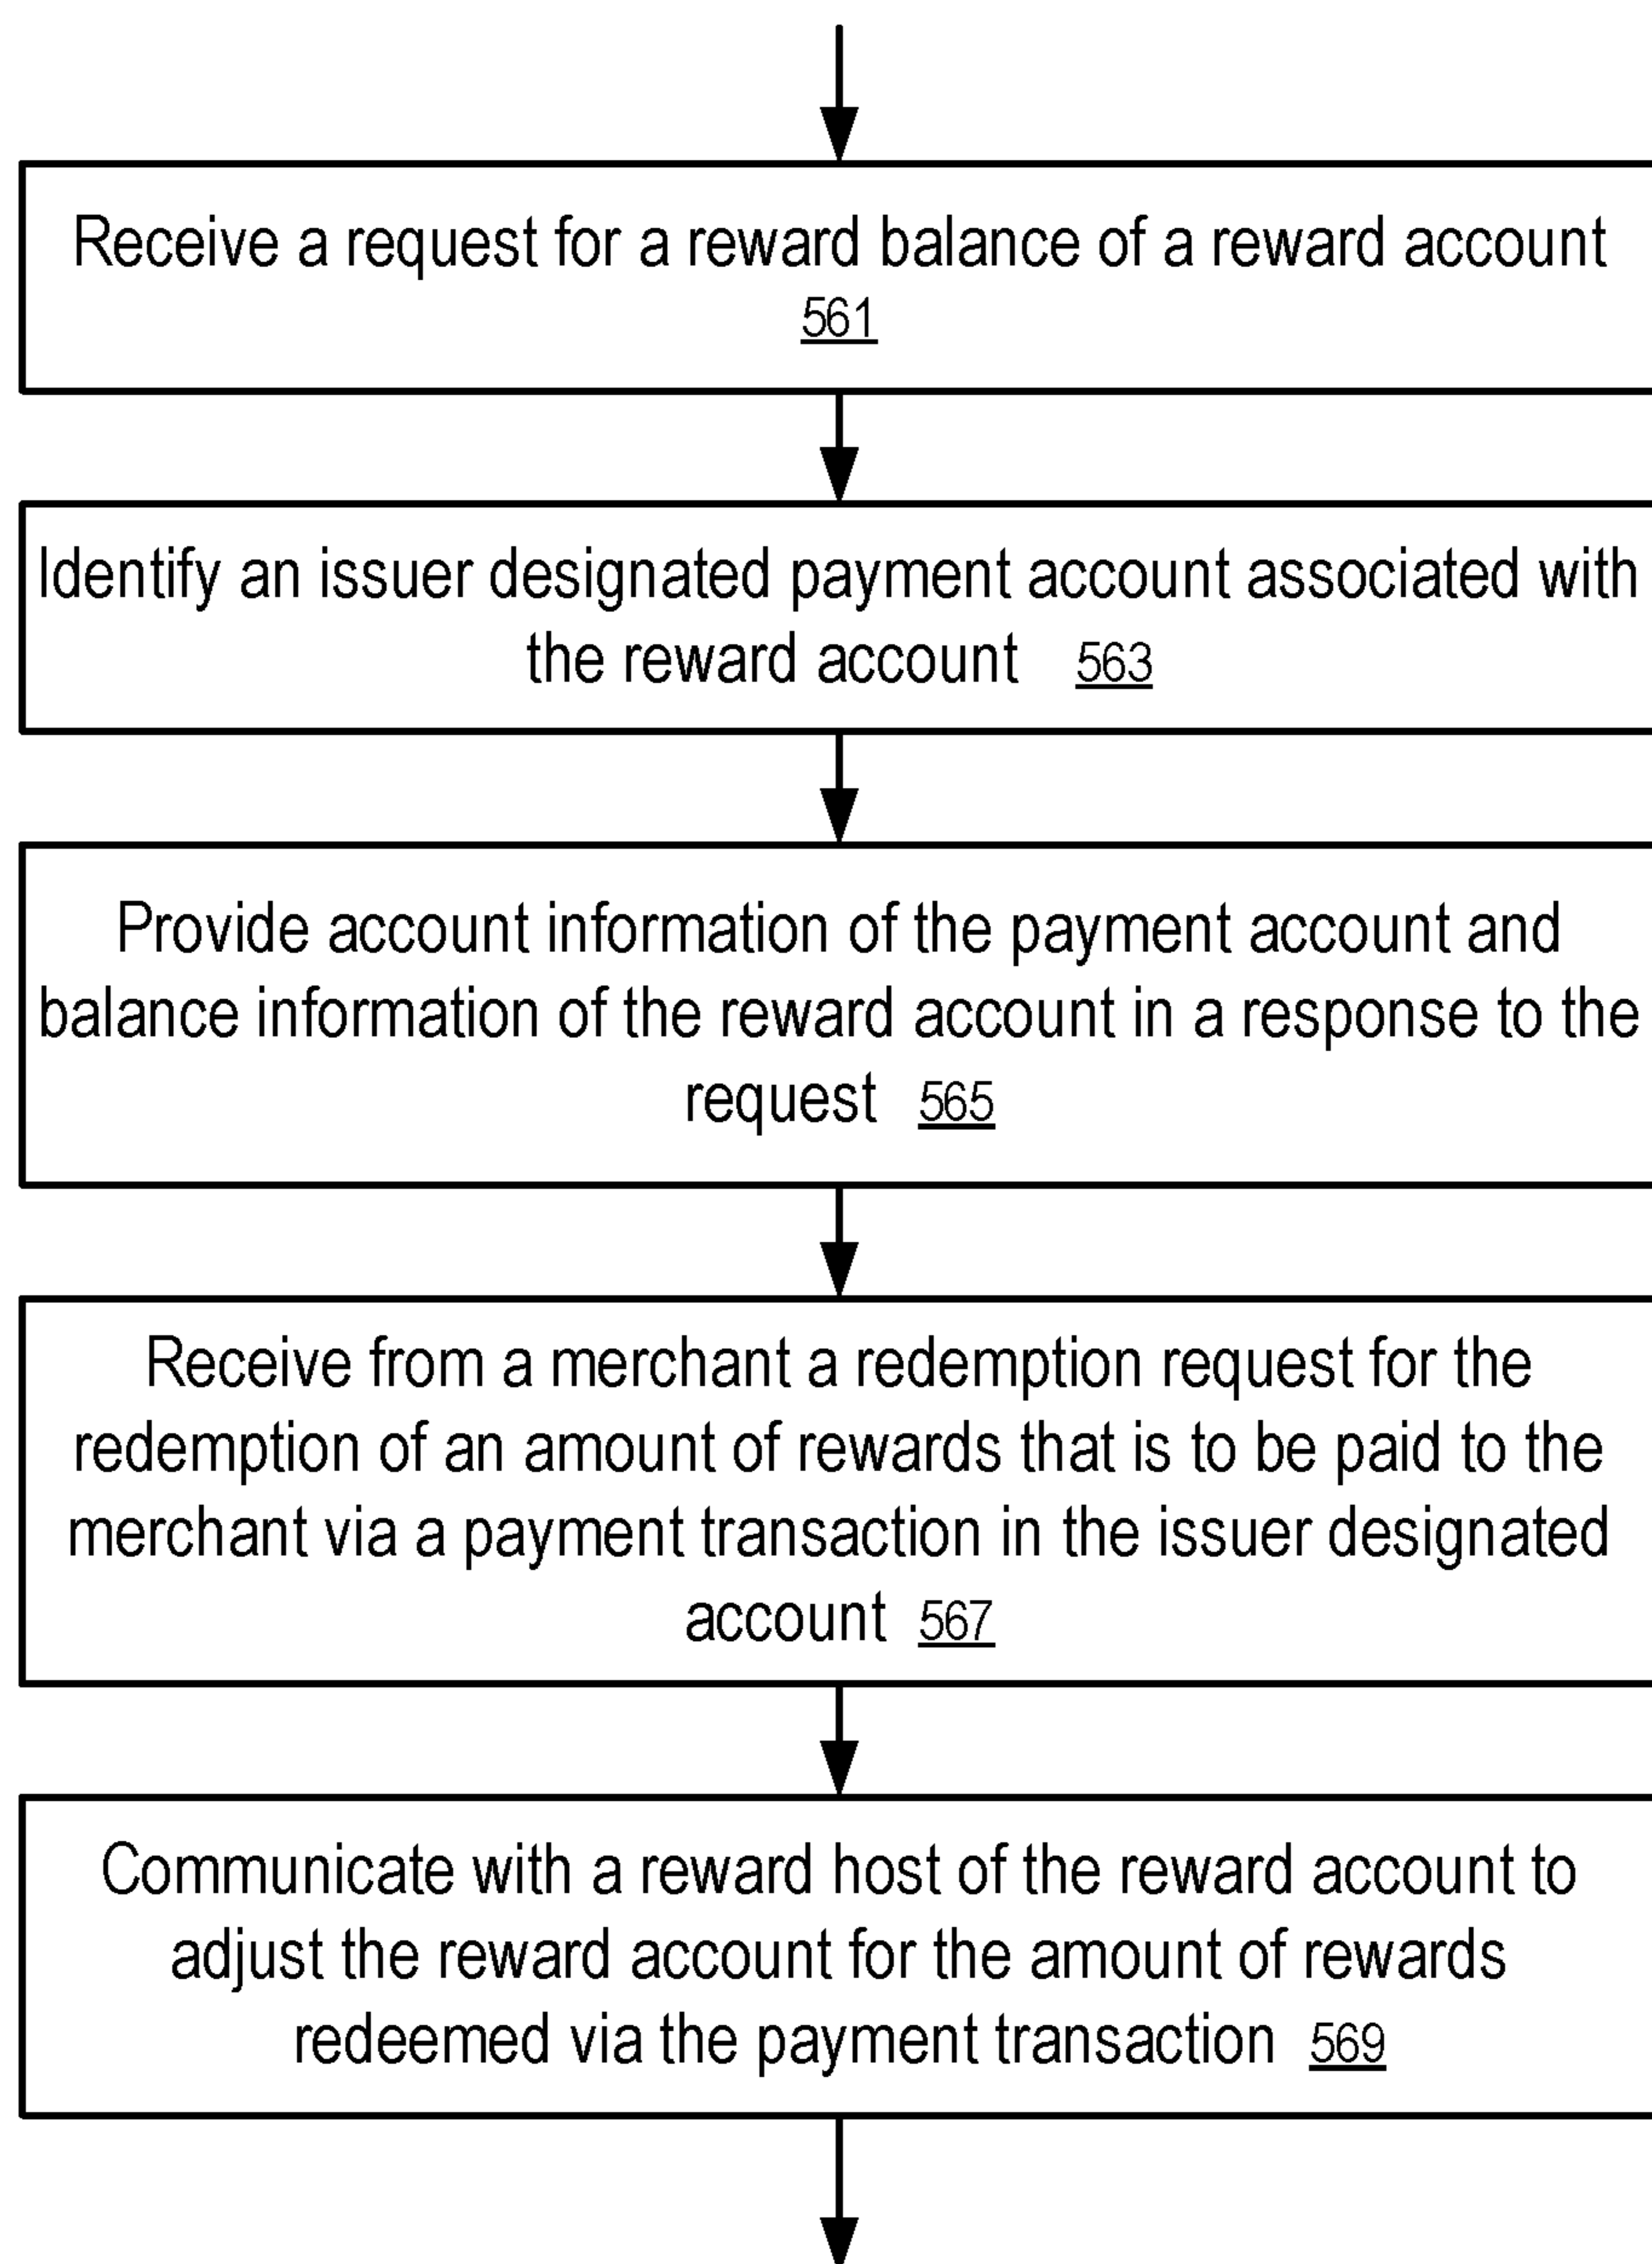 Receive a request for a reward balance of a reward account
561
Identify an issuer designated payment account associated with
the reward account 563
Provide account information of the payment account and
balance information of the reward account in a response to the
request 565
Receive from a merchant a redemption request for the
redemption of an amount of rewards that is to be paid to the
merchant via a payment transaction in the issuer designated
account 567
Communicate with a reward host of the reward account to
adjust the reward account for the amount of rewards
redeemed via the payment transaction 569